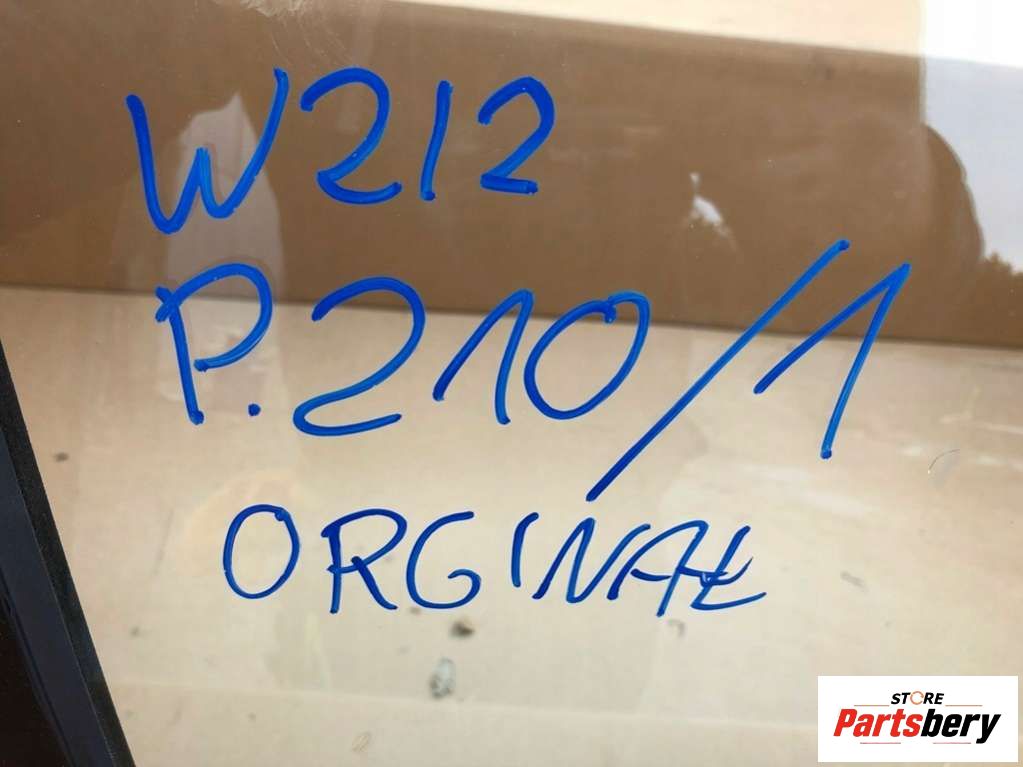 W212
P.210/1
ORGINAŁ
STORE
Partsbery